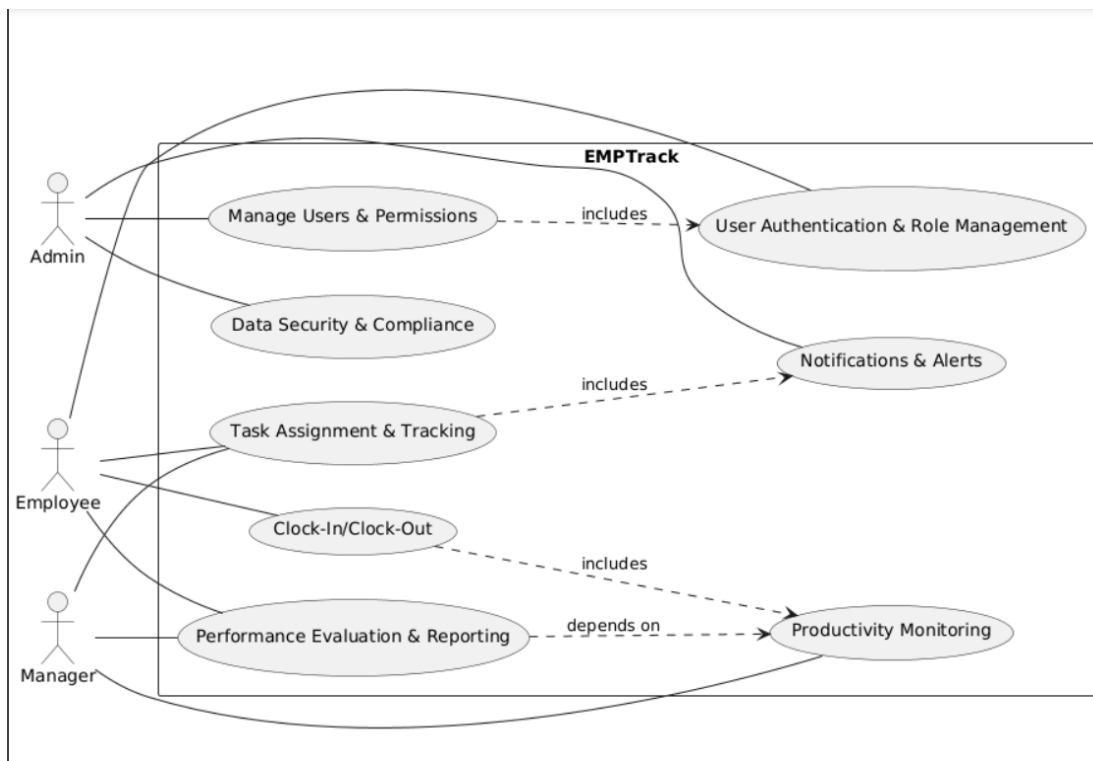 EMPTrack
Manage Users & Permissions
includes
User Authentication & Role Management
Admin
Data Security & Compliance
Notifications & Alerts
includes
Task Assignment & Tracking
Employee
Clock-In/Clock-Out
includes
Performance Evaluation & Reporting
depends on
Productivity Monitoring
Manager